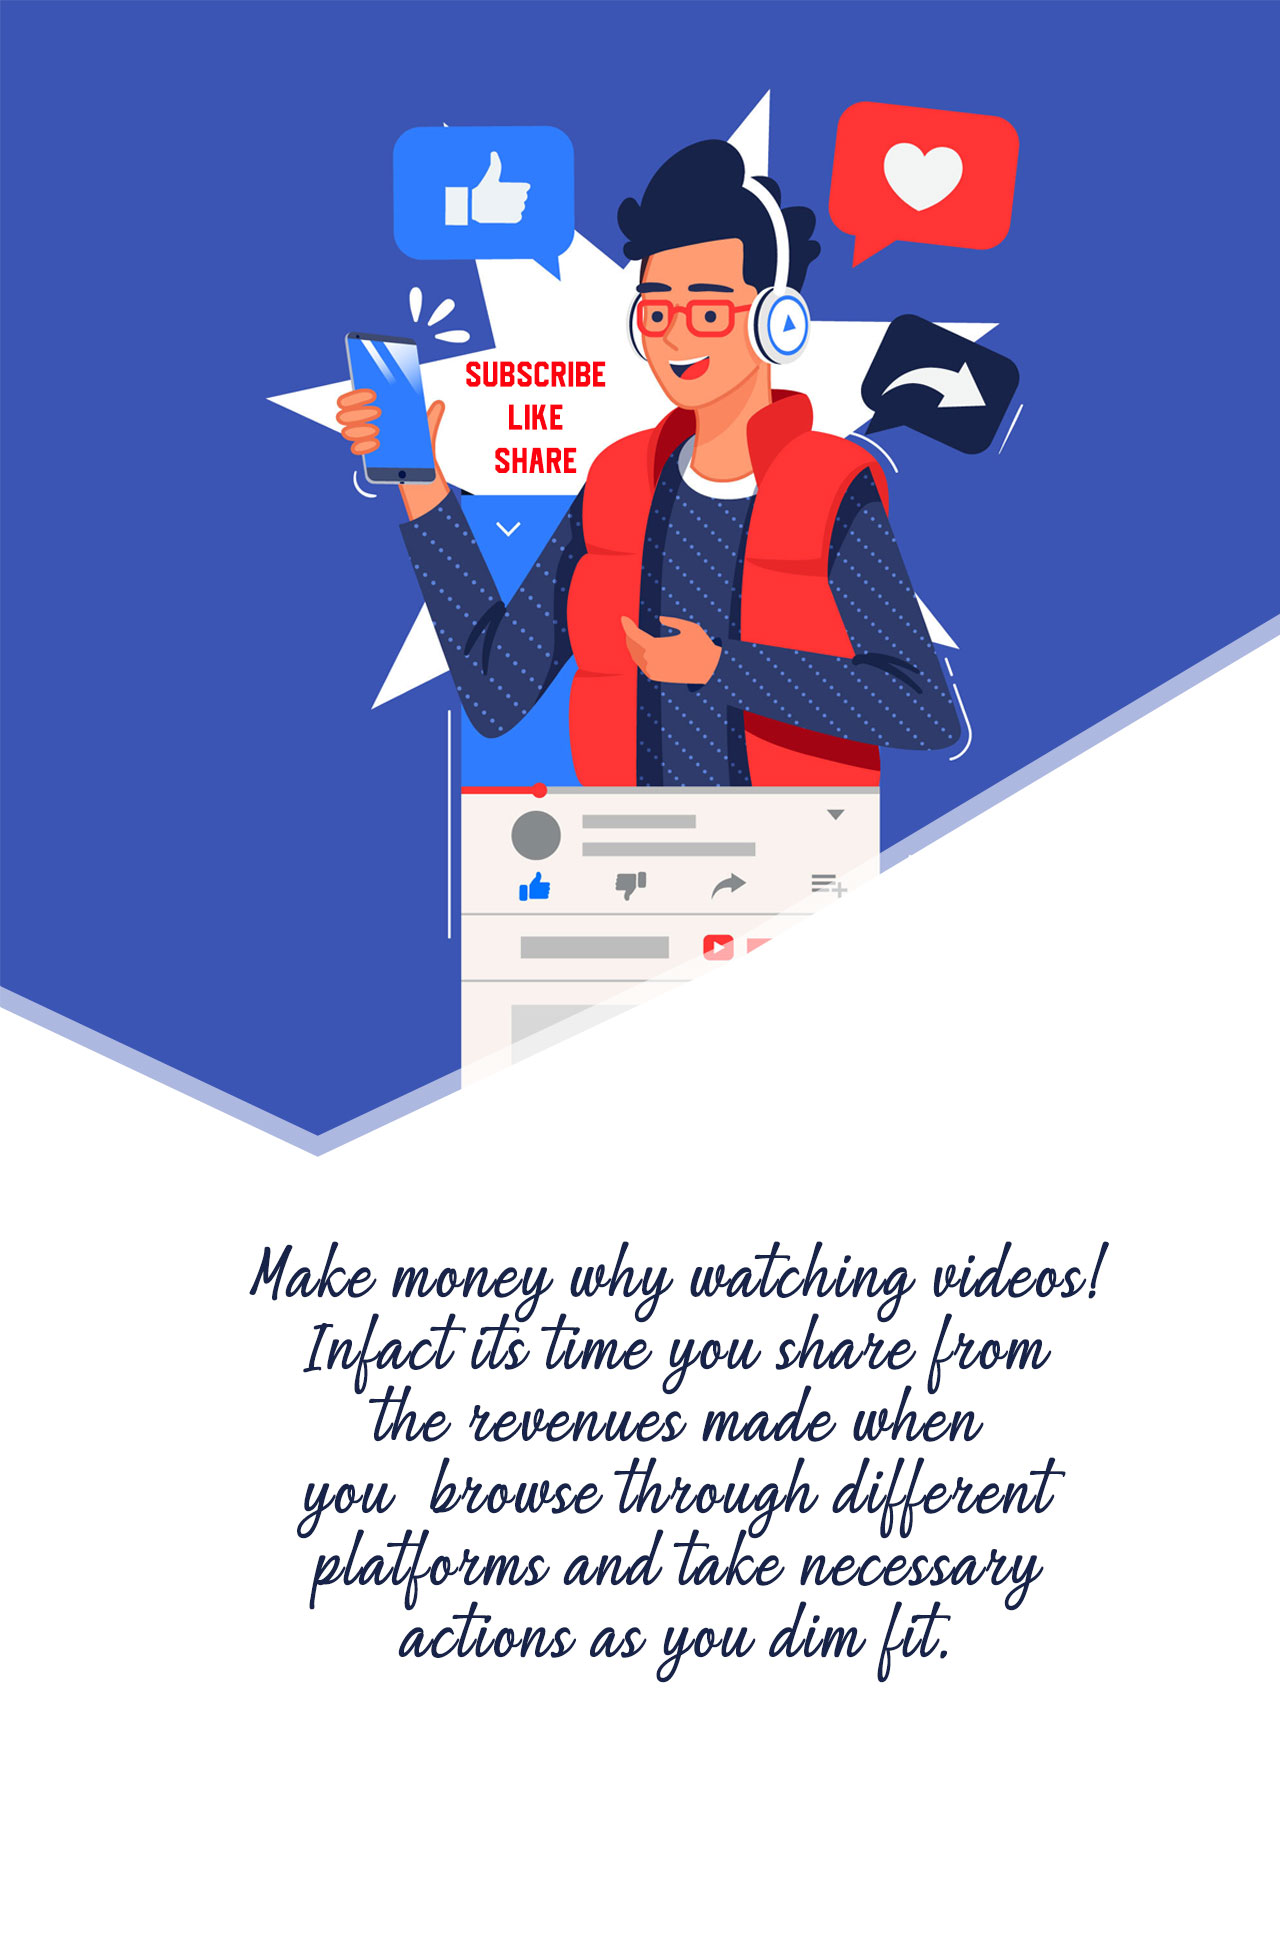 SUBSCRIBE
LIKE
SHARE
Make money why watching videos!
Infact its time you share from
the revenues made when
you browse through different
platforms and take necessary
actions as you dim fit.